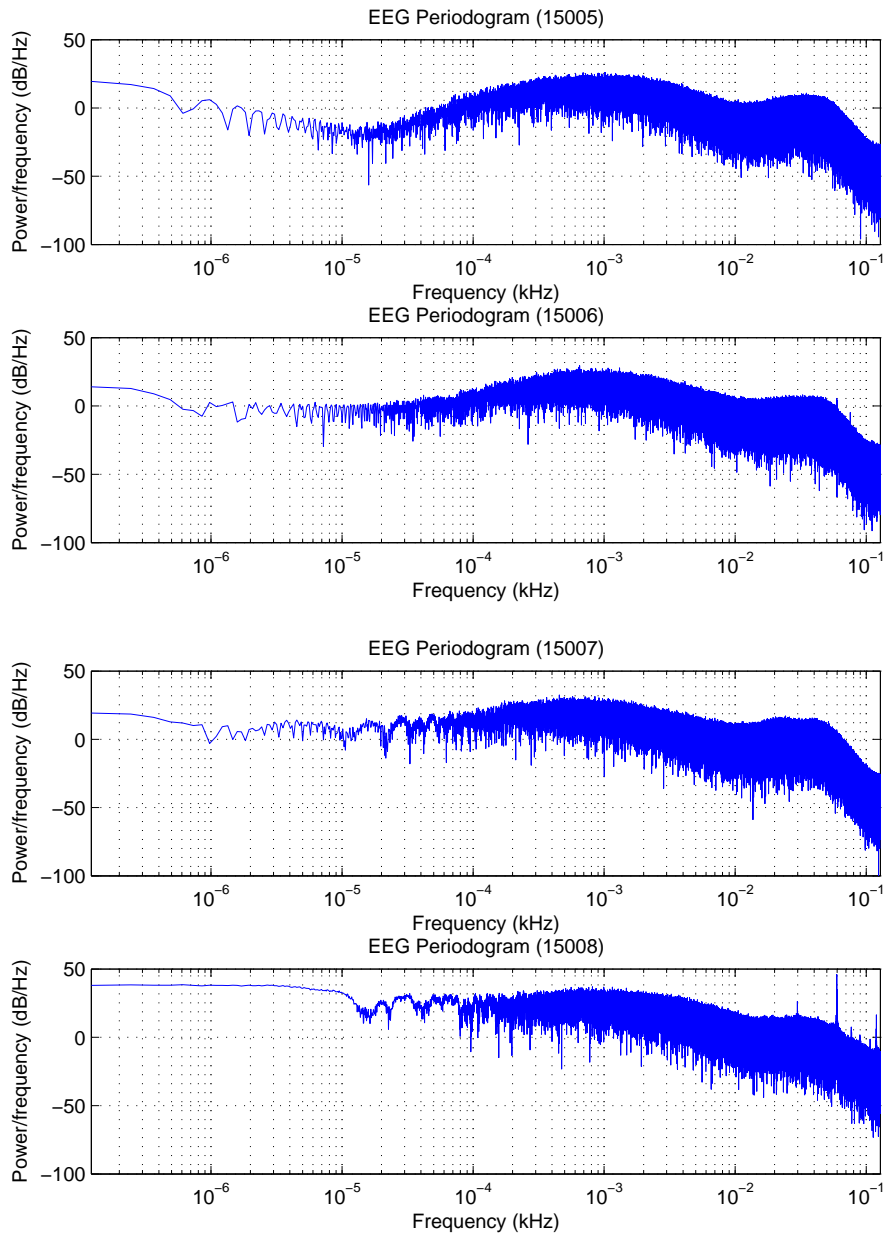 EEG Periodogram (15005)
Power/frequency (dB/Hz)
50
0
−50
−100
10−6 10−5 10−4 10−3 10−2 10−1
Frequency (kHz)
EEG Periodogram (15006)
Power/frequency (dB/Hz)
50
0
−50
−100
10−6 10−5 10−4 10−3 10−2 10−1
Frequency (kHz)
EEG Periodogram (15007)
Power/frequency (dB/Hz)
50
0
−50
−100
10−6 10−5 10−4 10−3 10−2 10−1
Frequency (kHz)
EEG Periodogram (15008)
Power/frequency (dB/Hz)
50
0
−50
−100
10−6 10−5 10−4 10−3 10−2 10−1
Frequency (kHz)